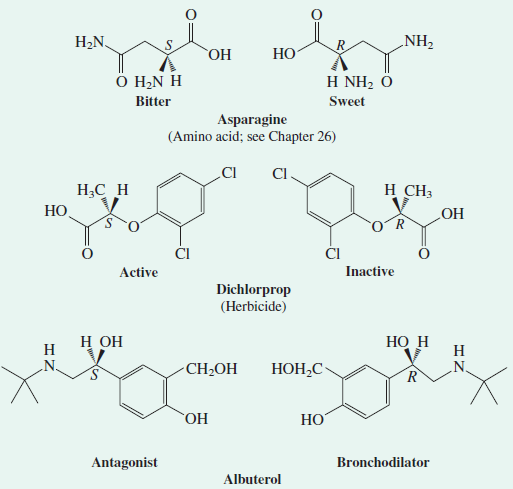 O O
H₂N S OH HO R NH₂
O H₂N H H NH₂ O
Bitter Sweet
Asparagine
(Amino acid; see Chapter 26)
Cl Cl
H₃C H H CH₃
HO S O O R OH
O Cl Cl O
Active Inactive
Dichlorprop
(Herbicide)
H OH HO H
H N S CH₂OH HOH₂C R H N
OH HO
Antagonist Bronchodilator
Albuterol